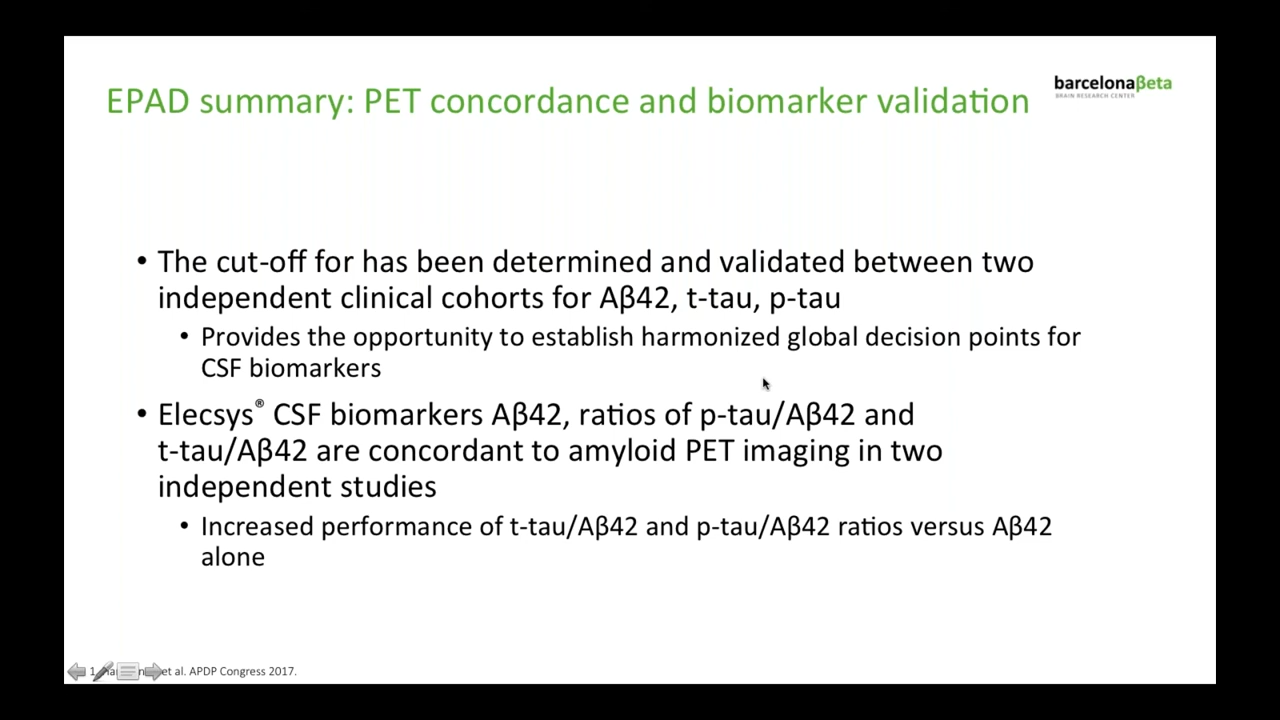 EPAD summary: PET concordance and biomarker validation
barcelonaβeta
BRAIN RESEARCH CENTER
• The cut-off for has been determined and validated between two
independent clinical cohorts for Aβ42, t-tau, p-tau
• Provides the opportunity to establish harmonized global decision points for
CSF biomarkers
• Elecsys® CSF biomarkers Aβ42, ratios of p-tau/Aβ42 and
t-tau/Aβ42 are concordant to amyloid PET imaging in two
independent studies
• Increased performance of t-tau/Aβ42 and p-tau/Aβ42 ratios versus Aβ42
alone
1. et al. APDP Congress 2017.